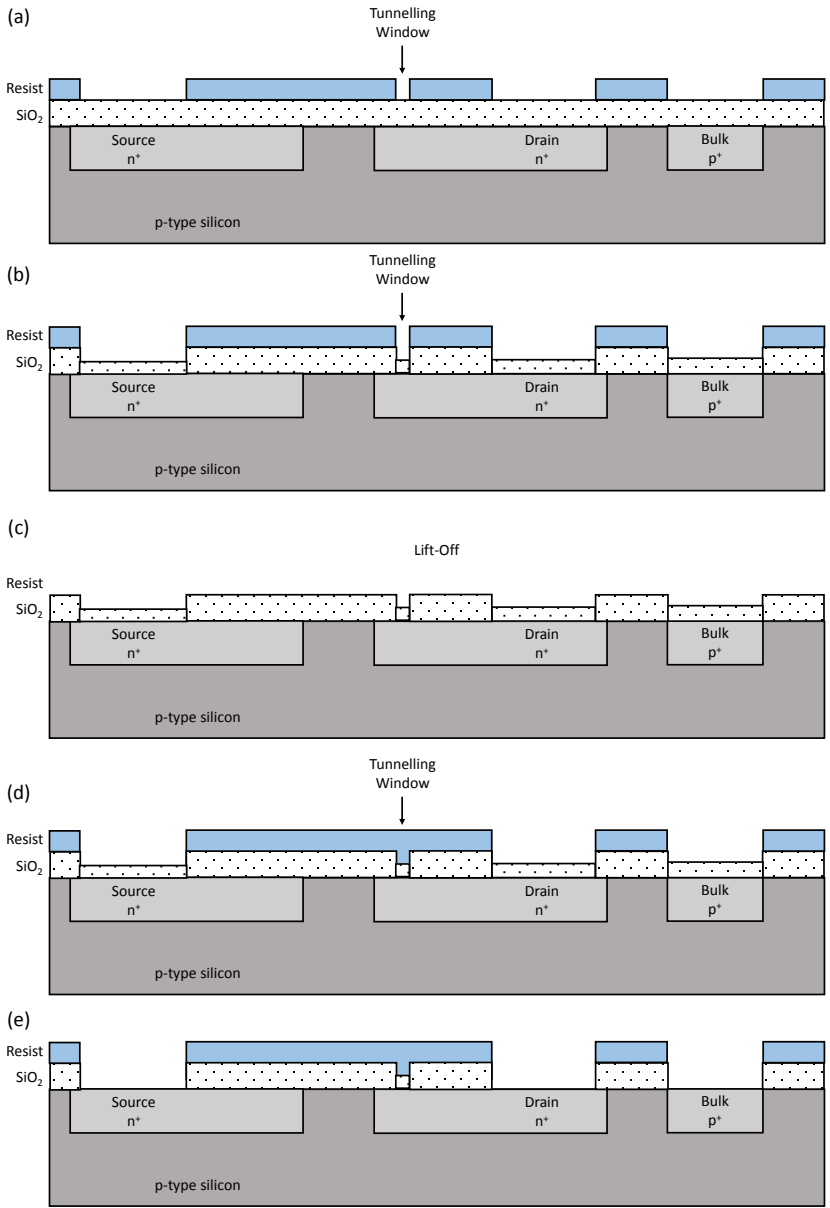 (a)
Tunnelling
Window
Resist
SiO₂
Source
n⁺
Drain
n⁺
Bulk
p⁺
p-type silicon
(b)
Tunnelling
Window
Resist
SiO₂
Source
n⁺
Drain
n⁺
Bulk
p⁺
p-type silicon
(c)
Lift-Off
Resist
SiO₂
Source
n⁺
Drain
n⁺
Bulk
p⁺
p-type silicon
(d)
Tunnelling
Window
Resist
SiO₂
Source
n⁺
Drain
n⁺
Bulk
p⁺
p-type silicon
(e)
Resist
SiO₂
Source
n⁺
Drain
n⁺
Bulk
p⁺
p-type silicon